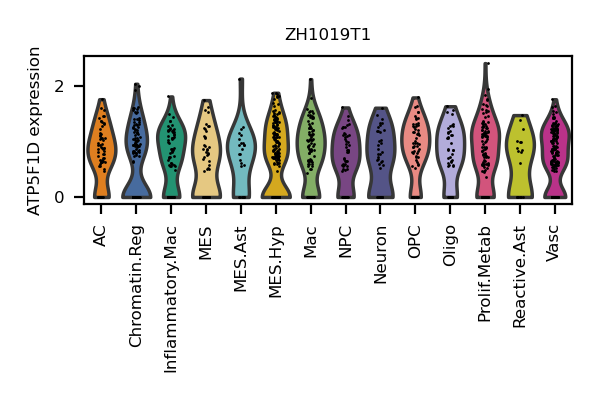 ZH1019T1
ATP5F1D expression
2
0
AC
Chromatin.Reg
Inflammatory.Mac
MES
MES.Ast
MES.Hyp
Mac
NPC
Neuron
OPC
Oligo
Prolif.Metab
Reactive.Ast
Vasc